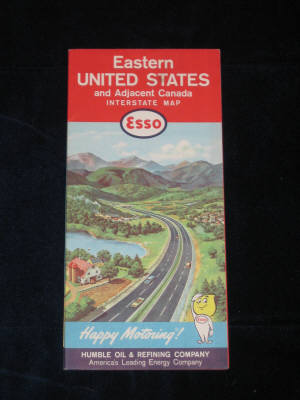 Eastern
UNITED STATES
and Adjacent Canada
INTERSTATE MAP
Esso
Happy Motoring!
HUMBLE OIL & REFINING COMPANY
America's Leading Energy Company